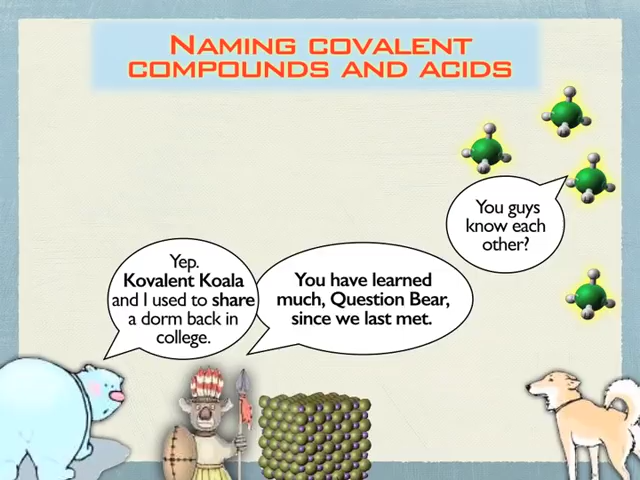 NAMING COVALENT
COMPOUNDS AND ACIDS
You guys
know each
other?
Yep.
Kovalent Koala
and I used to share
a dorm back in
college.
You have learned
much, Question Bear,
since we last met.